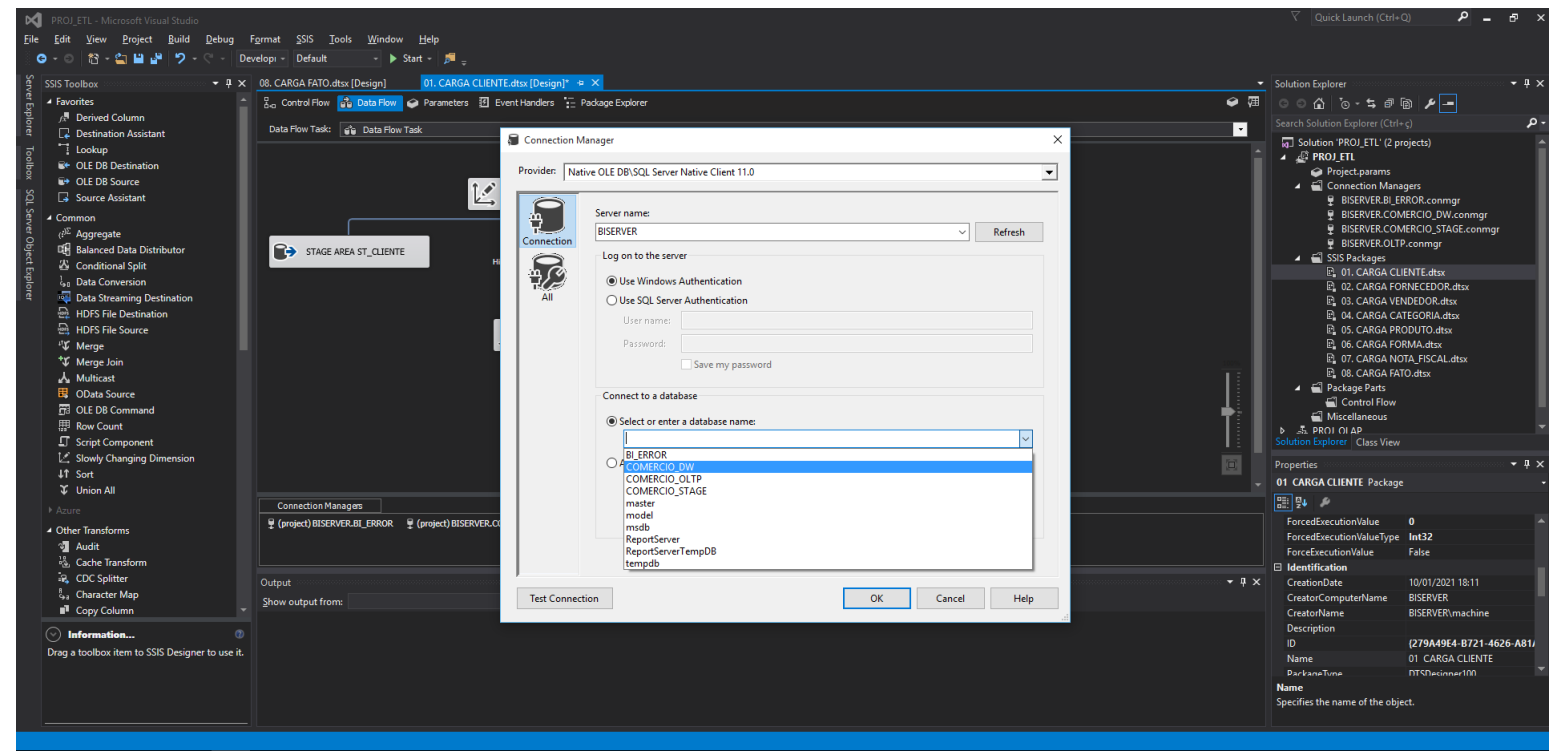 PROJ_ETL - Microsoft Visual Studio
Quick Launch (Ctrl+Q)
File Edit View Project Build Debug Format SSIS Tools Window Help
Developi Default Start
Server Explorer
Toolbox
SQL Server Object Explorer
SSIS Toolbox
Favorites
Derived Column
Destination Assistant
Lookup
OLE DB Destination
OLE DB Source
Source Assistant
Common
Aggregate
Balanced Data Distributor
Conditional Split
Data Conversion
Data Streaming Destination
HDFS File Destination
HDFS File Source
Merge
Merge Join
Multicast
OData Source
OLE DB Command
Row Count
Script Component
Slowly Changing Dimension
Sort
Union All
Azure
Other Transforms
Audit
Cache Transform
CDC Splitter
Character Map
Copy Column
Information...
Drag a toolbox item to SSIS Designer to use it.
08. CARGA FATO.dtsx [Design]
01. CARGA CLIENTE.dtsx [Design]*
Control Flow Data Flow Parameters Event Handlers Package Explorer
Data Flow Task: Data Flow Task
STAGE AREA ST_CLIENTE
Connection Managers
(project) BISERVER.BI_ERROR
(project) BISERVER.CO
Output
Show output from:
Connection Manager
Provider: Native OLE DB\SQL Server Native Client 11.0
Connection
All
Server name:
BISERVER
Refresh
Log on to the server
Use Windows Authentication
Use SQL Server Authentication
User name:
Password:
Save my password
Connect to a database
Select or enter a database name:
BI_ERROR
COMERCIO_DW
COMERCIO_OLTP
COMERCIO_STAGE
master
model
msdb
ReportServer
ReportServerTempDB
tempdb
Test Connection
OK
Cancel
Help
Solution Explorer
Search Solution Explorer (Ctrl+ç)
Solution 'PROJ_ETL' (2 projects)
PROJ_ETL
Project.params
Connection Managers
BISERVER.BI_ERROR.conmgr
BISERVER.COMERCIO_DW.conmgr
BISERVER.COMERCIO_STAGE.conmgr
BISERVER.OLTP.conmgr
SSIS Packages
01. CARGA CLIENTE.dtsx
02. CARGA FORNECEDOR.dtsx
03. CARGA VENDEDOR.dtsx
04. CARGA CATEGORIA.dtsx
05. CARGA PRODUTO.dtsx
06. CARGA FORMA.dtsx
07. CARGA NOTA_FISCAL.dtsx
08. CARGA FATO.dtsx
Package Parts
Control Flow
Miscellaneous
PROJ_OLAP
Solution Explorer Class View
Properties
01 CARGA CLIENTE Package
ForcedExecutionValue 0
ForcedExecutionValueType Int32
ForceExecutionValue False
Identification
CreationDate 10/01/2021 18:11
CreatorComputerName BISERVER
CreatorName BISERVER\machine
Description
ID {279A49E4-B721-4626-A81
Name 01 CARGA CLIENTE
PackageType DTSDesigner100
Name
Specifies the name of the object.